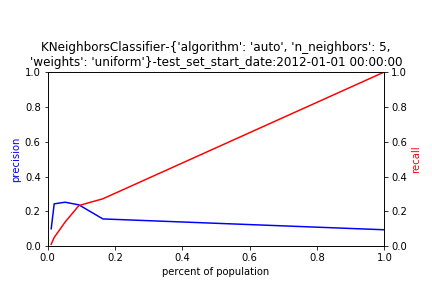 KNeighborsClassifier-{'algorithm': 'auto', 'n_neighbors': 5,
'weights': 'uniform'}-test_set_start_date:2012-01-01 00:00:00
1.0
1.0
0.8
0.8
0.6
0.6
precision
recall
0.4
0.4
0.2
0.2
0.0
0.0
0.0 0.2 0.4 0.6 0.8 1.0
percent of population